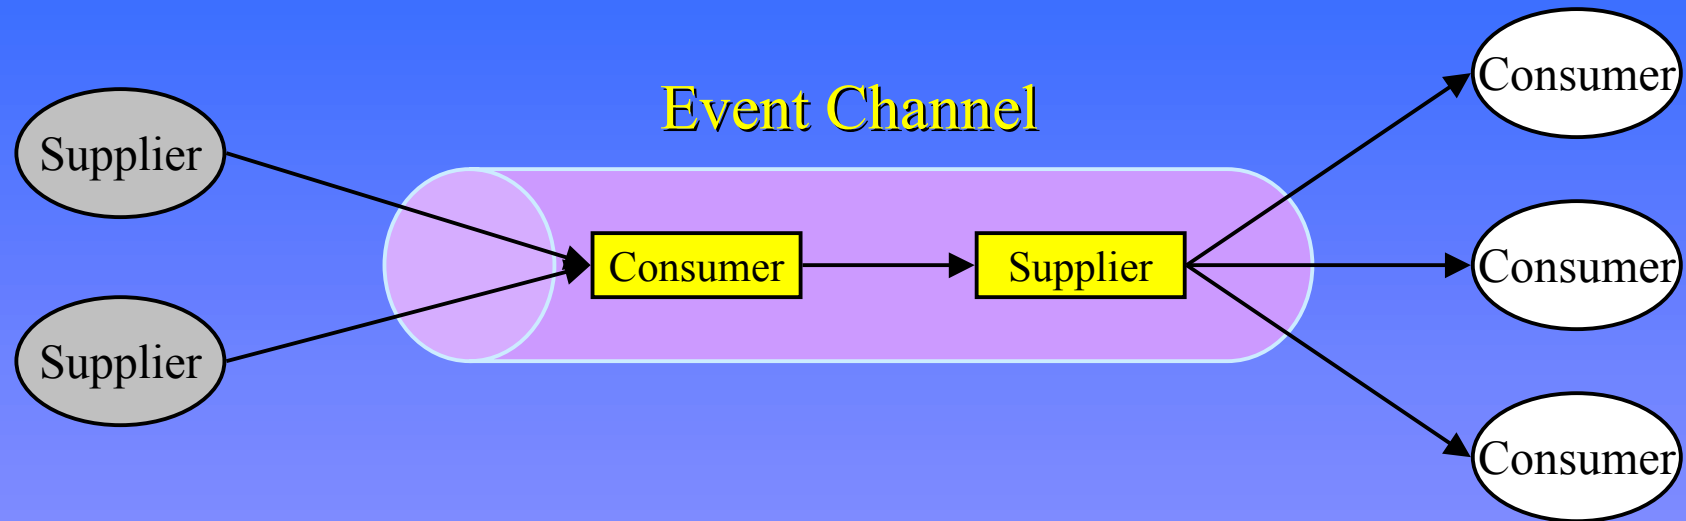 Event Channel
Supplier
Supplier
Consumer
Supplier
Consumer
Consumer
Consumer